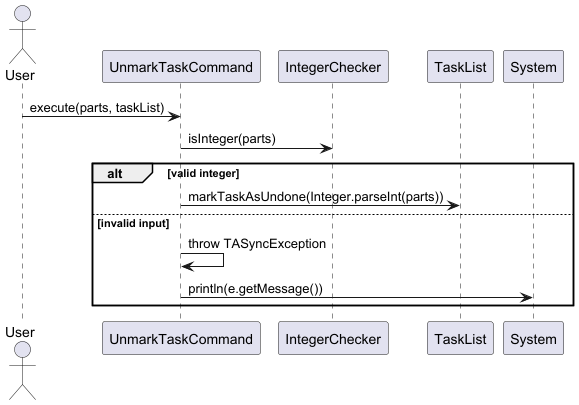 User
UnmarkTaskCommand
IntegerChecker
TaskList
System
execute(parts, taskList)
isInteger(parts)
alt
[valid integer]
markTaskAsUndone(Integer.parseInt(parts))
[invalid input]
throw TASyncException
println(e.getMessage())
User
UnmarkTaskCommand
IntegerChecker
TaskList
System